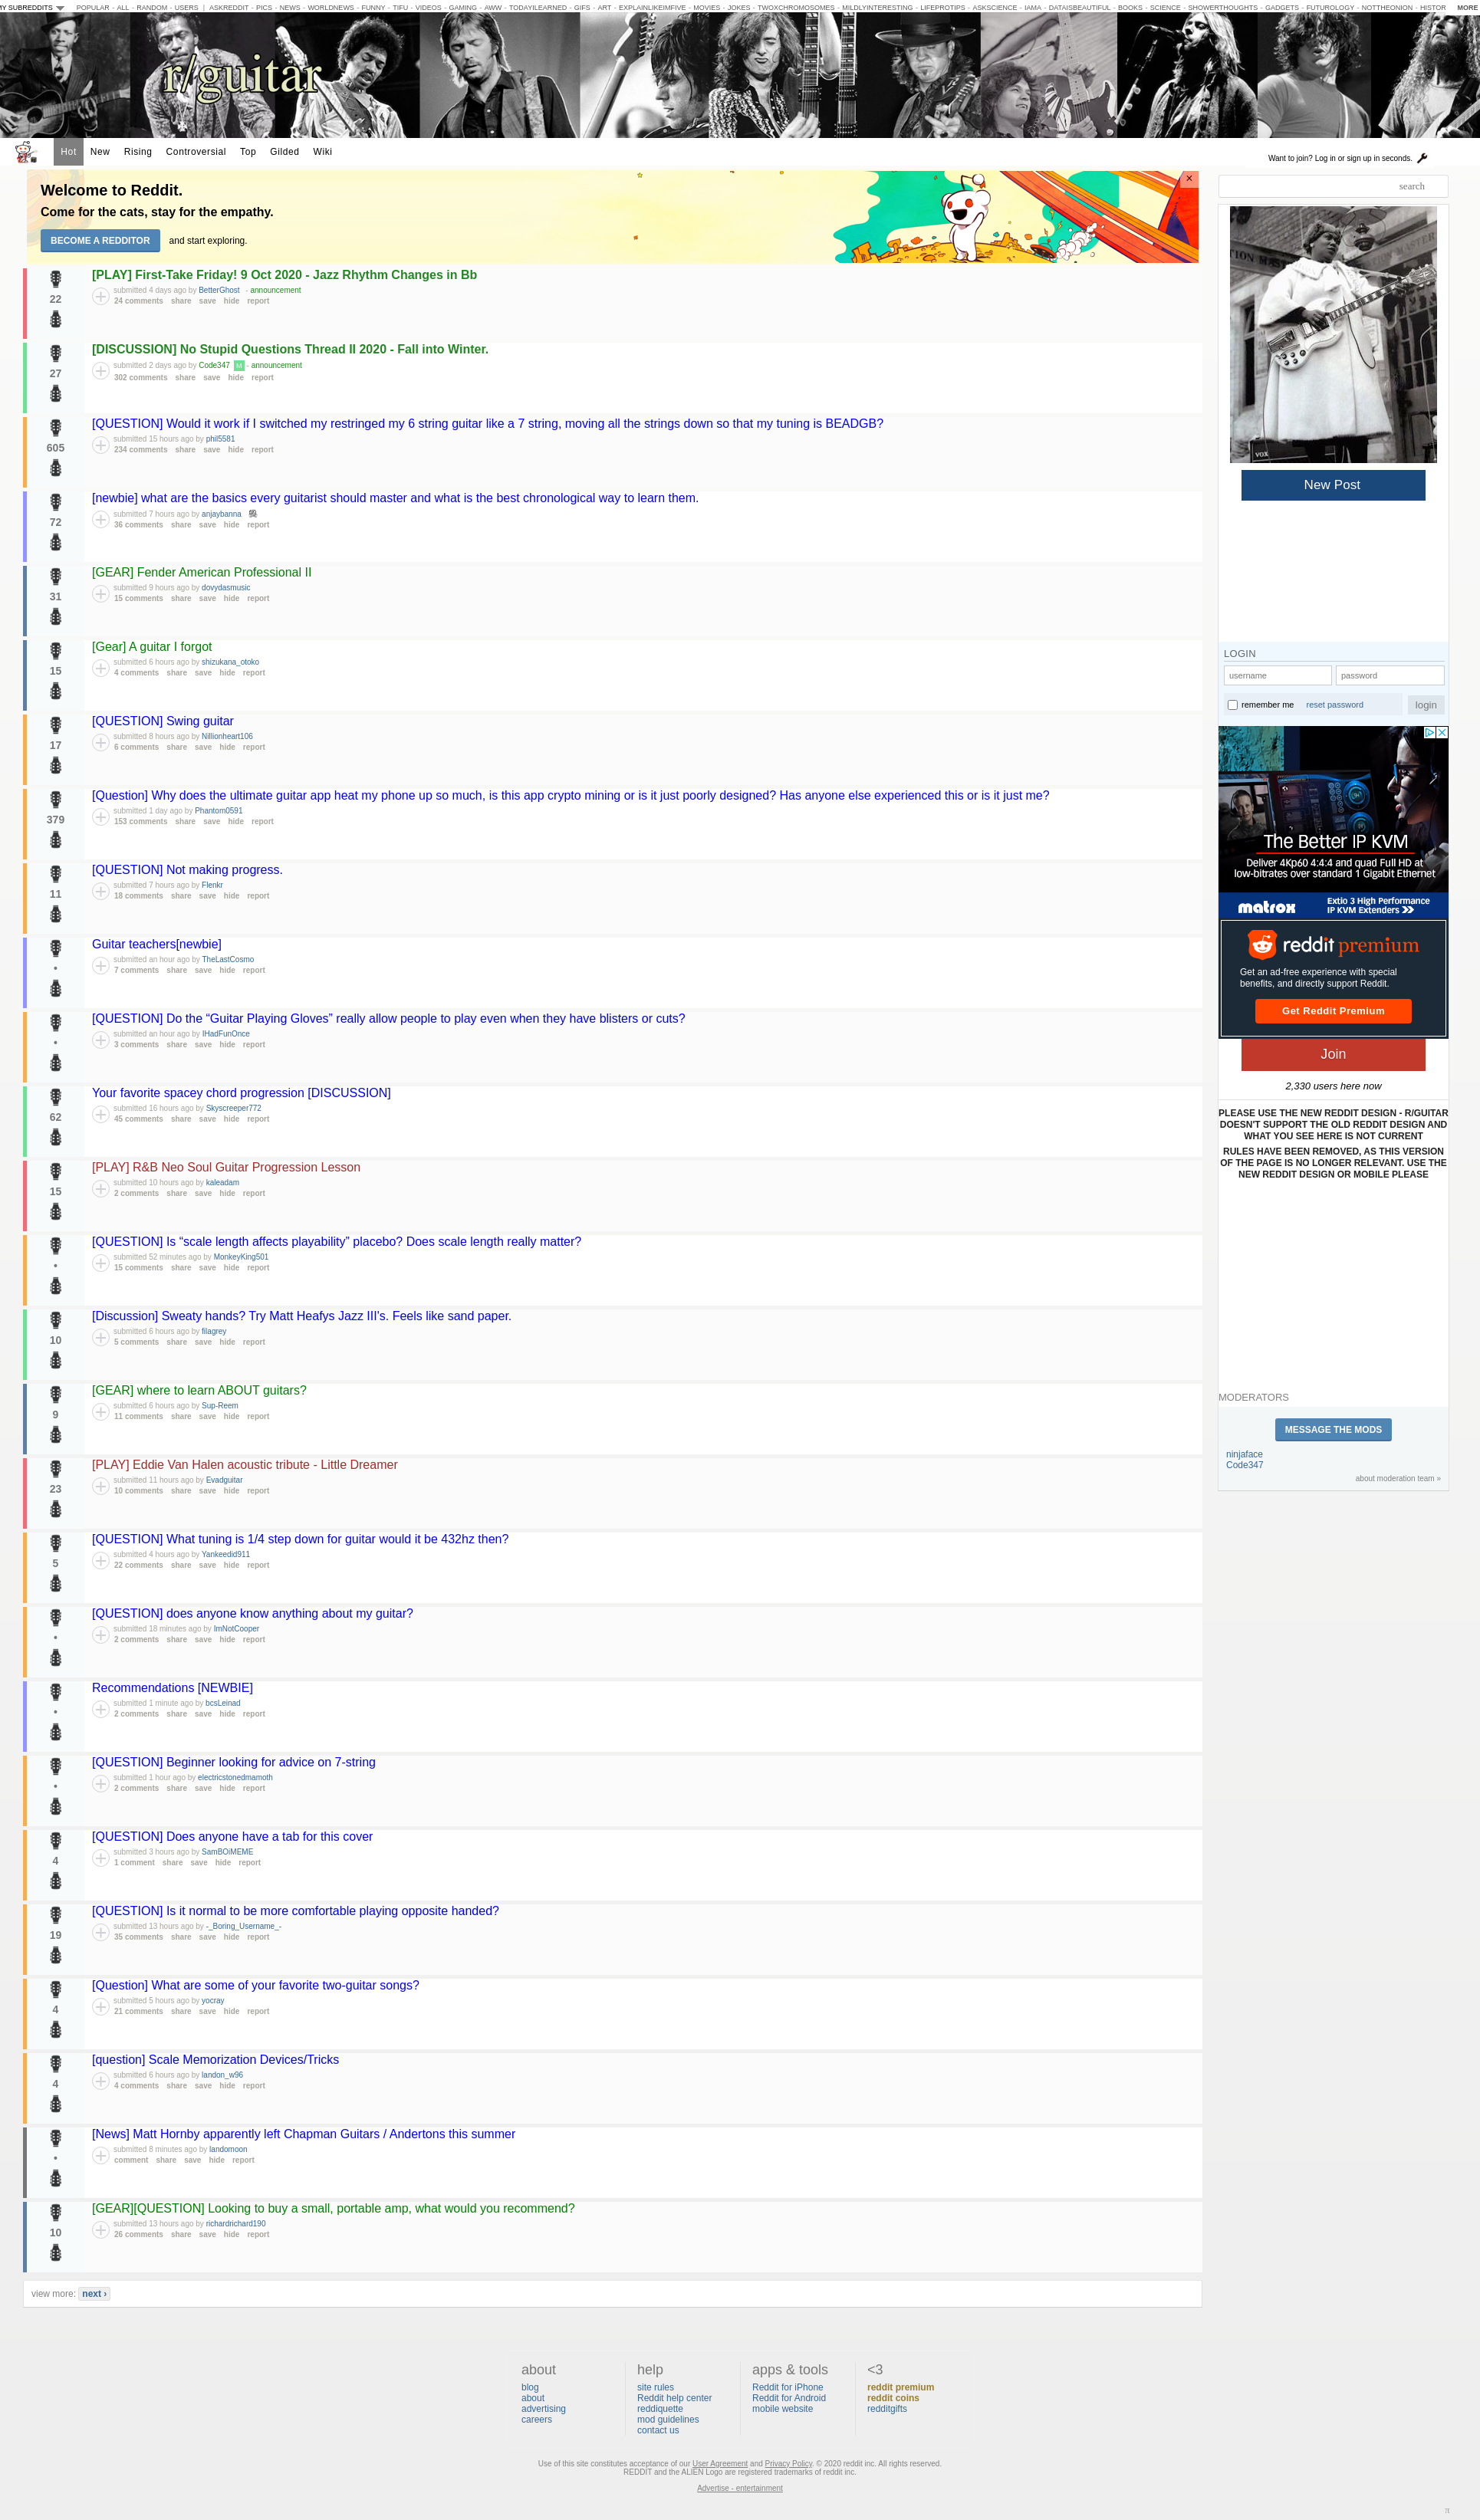 MY SUBREDDITS POPULAR - ALL - RANDOM - USERS | ASKREDDIT - PICS - NEWS - WORLDNEWS - FUNNY - TIFU - VIDEOS - GAMING - AWW - TODAYILEARNED - GIFS - ART - EXPLAINLIKEIMFIVE - MOVIES - JOKES - TWOXCHROMOSOMES - MILDLYINTERESTING - LIFEPROTIPS - ASKSCIENCE - IAMA - DATAISBEAUTIFUL - BOOKS - SCIENCE - SHOWERTHOUGHTS - GADGETS - FUTUROLOGY - NOTTHEONION - HISTOR MORE
r/guitar
Hot New Rising Controversial Top Gilded Wiki
Want to join? Log in or sign up in seconds.
Welcome to Reddit.
Come for the cats, stay for the empathy.
BECOME A REDDITOR and start exploring.
[PLAY] First-Take Friday! 9 Oct 2020 - Jazz Rhythm Changes in Bb
22
submitted 4 days ago by BetterGhost - announcement
24 comments share save hide report
[DISCUSSION] No Stupid Questions Thread II 2020 - Fall into Winter.
27
submitted 2 days ago by Code347 M - announcement
302 comments share save hide report
[QUESTION] Would it work if I switched my restringed my 6 string guitar like a 7 string, moving all the strings down so that my tuning is BEADGB?
605
submitted 15 hours ago by phil5581
234 comments share save hide report
[newbie] what are the basics every guitarist should master and what is the best chronological way to learn them.
72
submitted 7 hours ago by anjaybanna
36 comments share save hide report
[GEAR] Fender American Professional II
31
submitted 9 hours ago by dovydasmusic
15 comments share save hide report
[Gear] A guitar I forgot
15
submitted 6 hours ago by shizukana_otoko
4 comments share save hide report
[QUESTION] Swing guitar
17
submitted 8 hours ago by Nillionheart106
6 comments share save hide report
[Question] Why does the ultimate guitar app heat my phone up so much, is this app crypto mining or is it just poorly designed? Has anyone else experienced this or is it just me?
379
submitted 1 day ago by Phantom0591
153 comments share save hide report
[QUESTION] Not making progress.
11
submitted 7 hours ago by Flenkr
18 comments share save hide report
Guitar teachers[newbie]
•
submitted an hour ago by TheLastCosmo
7 comments share save hide report
[QUESTION] Do the “Guitar Playing Gloves” really allow people to play even when they have blisters or cuts?
•
submitted an hour ago by IHadFunOnce
3 comments share save hide report
Your favorite spacey chord progression [DISCUSSION]
62
submitted 16 hours ago by Skyscreeper772
45 comments share save hide report
[PLAY] R&B Neo Soul Guitar Progression Lesson
15
submitted 10 hours ago by kaleadam
2 comments share save hide report
[QUESTION] Is “scale length affects playability” placebo? Does scale length really matter?
•
submitted 52 minutes ago by MonkeyKing501
15 comments share save hide report
[Discussion] Sweaty hands? Try Matt Heafys Jazz III's. Feels like sand paper.
10
submitted 6 hours ago by filagrey
5 comments share save hide report
[GEAR] where to learn ABOUT guitars?
9
submitted 6 hours ago by Sup-Reem
11 comments share save hide report
[PLAY] Eddie Van Halen acoustic tribute - Little Dreamer
23
submitted 11 hours ago by Evadguitar
10 comments share save hide report
[QUESTION] What tuning is 1/4 step down for guitar would it be 432hz then?
5
submitted 4 hours ago by Yankeedid911
22 comments share save hide report
[QUESTION] does anyone know anything about my guitar?
•
submitted 18 minutes ago by ImNotCooper
2 comments share save hide report
Recommendations [NEWBIE]
•
submitted 1 minute ago by bcsLeinad
2 comments share save hide report
[QUESTION] Beginner looking for advice on 7-string
•
submitted 1 hour ago by electricstonedmamoth
2 comments share save hide report
[QUESTION] Does anyone have a tab for this cover
4
submitted 3 hours ago by SamBOiMEME
1 comment share save hide report
[QUESTION] Is it normal to be more comfortable playing opposite handed?
19
submitted 13 hours ago by -_Boring_Username_-
35 comments share save hide report
[Question] What are some of your favorite two-guitar songs?
4
submitted 5 hours ago by yocray
21 comments share save hide report
[question] Scale Memorization Devices/Tricks
4
submitted 6 hours ago by landon_w96
4 comments share save hide report
[News] Matt Hornby apparently left Chapman Guitars / Andertons this summer
•
submitted 8 minutes ago by landomoon
comment share save hide report
[GEAR][QUESTION] Looking to buy a small, portable amp, what would you recommend?
10
submitted 13 hours ago by richardrichard190
26 comments share save hide report
view more: next ›
search
VOX
New Post
LOGIN
username password
remember me reset password login
The Better IP KVM
Deliver 4Kp60 4:4:4 and quad Full HD at
low-bitrates over standard 1 Gigabit Ethernet
matrox Extio 3 High Performance
IP KVM Extenders
reddit premium
Get an ad-free experience with special
benefits, and directly support Reddit.
Get Reddit Premium
Join
2,330 users here now
PLEASE USE THE NEW REDDIT DESIGN - R/GUITAR
DOESN'T SUPPORT THE OLD REDDIT DESIGN AND
WHAT YOU SEE HERE IS NOT CURRENT
RULES HAVE BEEN REMOVED, AS THIS VERSION
OF THE PAGE IS NO LONGER RELEVANT. USE THE
NEW REDDIT DESIGN OR MOBILE PLEASE
MODERATORS
MESSAGE THE MODS
ninjaface
Code347
about moderation team »
about
blog
about
advertising
careers
help
site rules
Reddit help center
reddiquette
mod guidelines
contact us
apps & tools
Reddit for iPhone
Reddit for Android
mobile website
<3
reddit premium
reddit coins
redditgifts
Use of this site constitutes acceptance of our User Agreement and Privacy Policy. © 2020 reddit inc. All rights reserved.
REDDIT and the ALIEN Logo are registered trademarks of reddit inc.
Advertise - entertainment
π